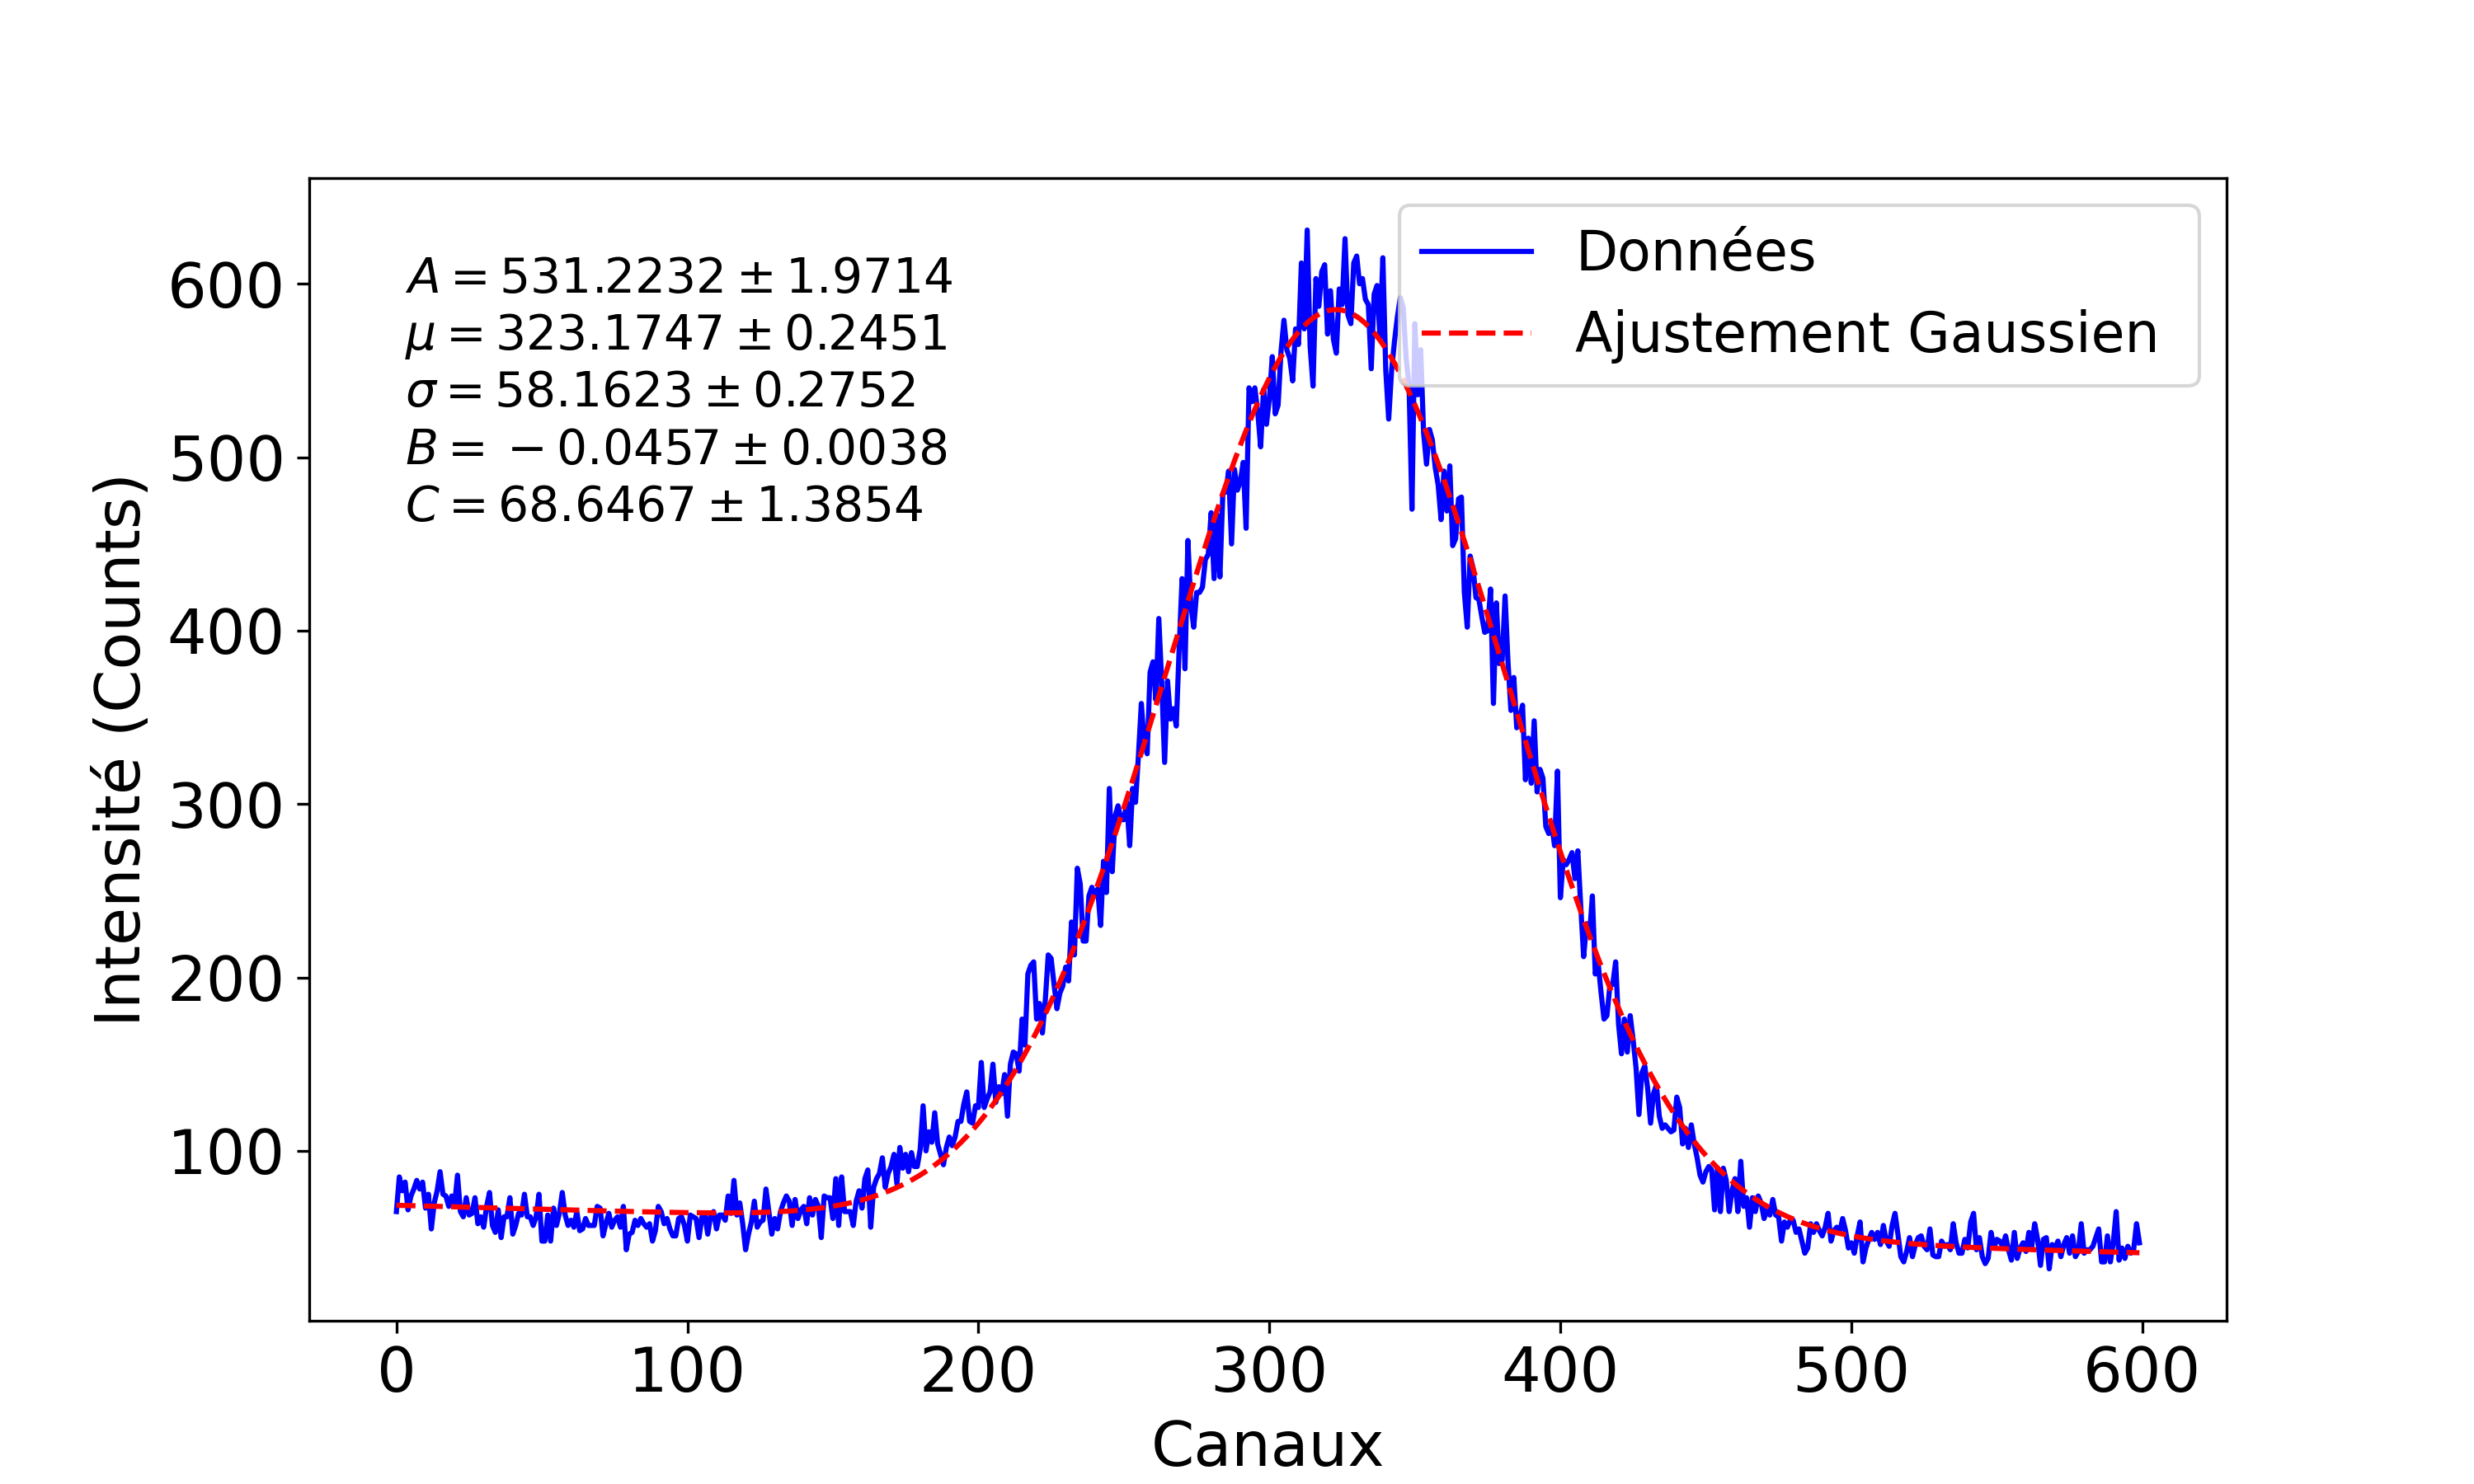 A = 531.2232 ± 1.9714
μ = 323.1747 ± 0.2451
σ = 58.1623 ± 0.2752
B = −0.0457 ± 0.0038
C = 68.6467 ± 1.3854
Données
Ajustement Gaussien
Intensité (Counts)
600
500
400
300
200
100
0 100 200 300 400 500 600
Canaux